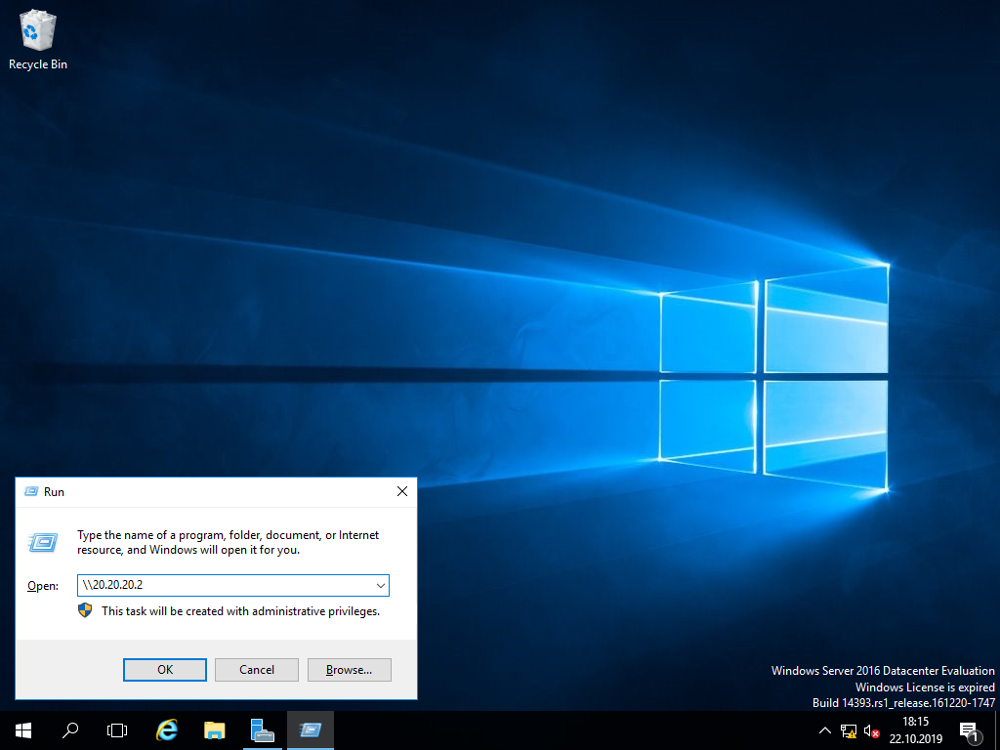 Recycle Bin
Run
Type the name of a program, folder, document, or Internet
resource, and Windows will open it for you.
Open:
\\20.20.20.2
This task will be created with administrative privileges.
OK
Cancel
Browse...
Windows Server 2016 Datacenter Evaluation
Windows License is expired
Build 14393.rs1_release.161220-1747
18:15
22.10.2019
1